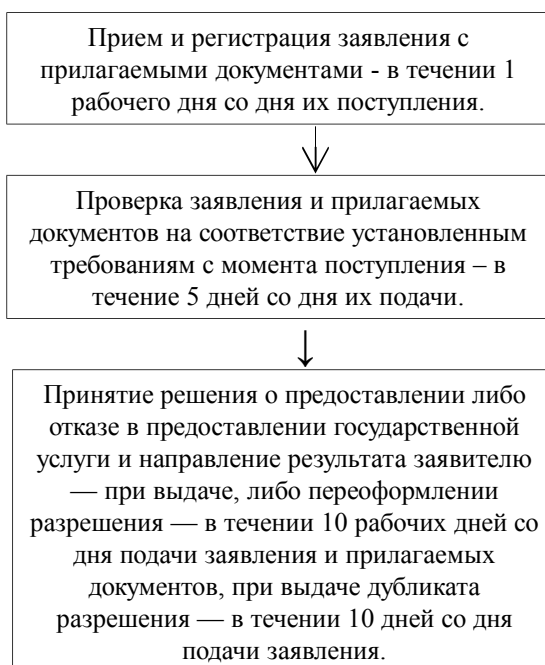 Прием и регистрация заявления с
прилагаемыми документами - в течении 1
рабочего дня со дня их поступления.
Проверка заявления и прилагаемых
документов на соответствие установленным
требованиям с момента поступления – в
течение 5 дней со дня их подачи.
Принятие решения о предоставлении либо
отказе в предоставлении государственной
услуги и направление результата заявителю
— при выдаче, либо переоформлении
разрешения — в течении 10 рабочих дней со
дня подачи заявления и прилагаемых
документов, при выдаче дубликата
разрешения — в течении 10 дней со дня
подачи заявления.